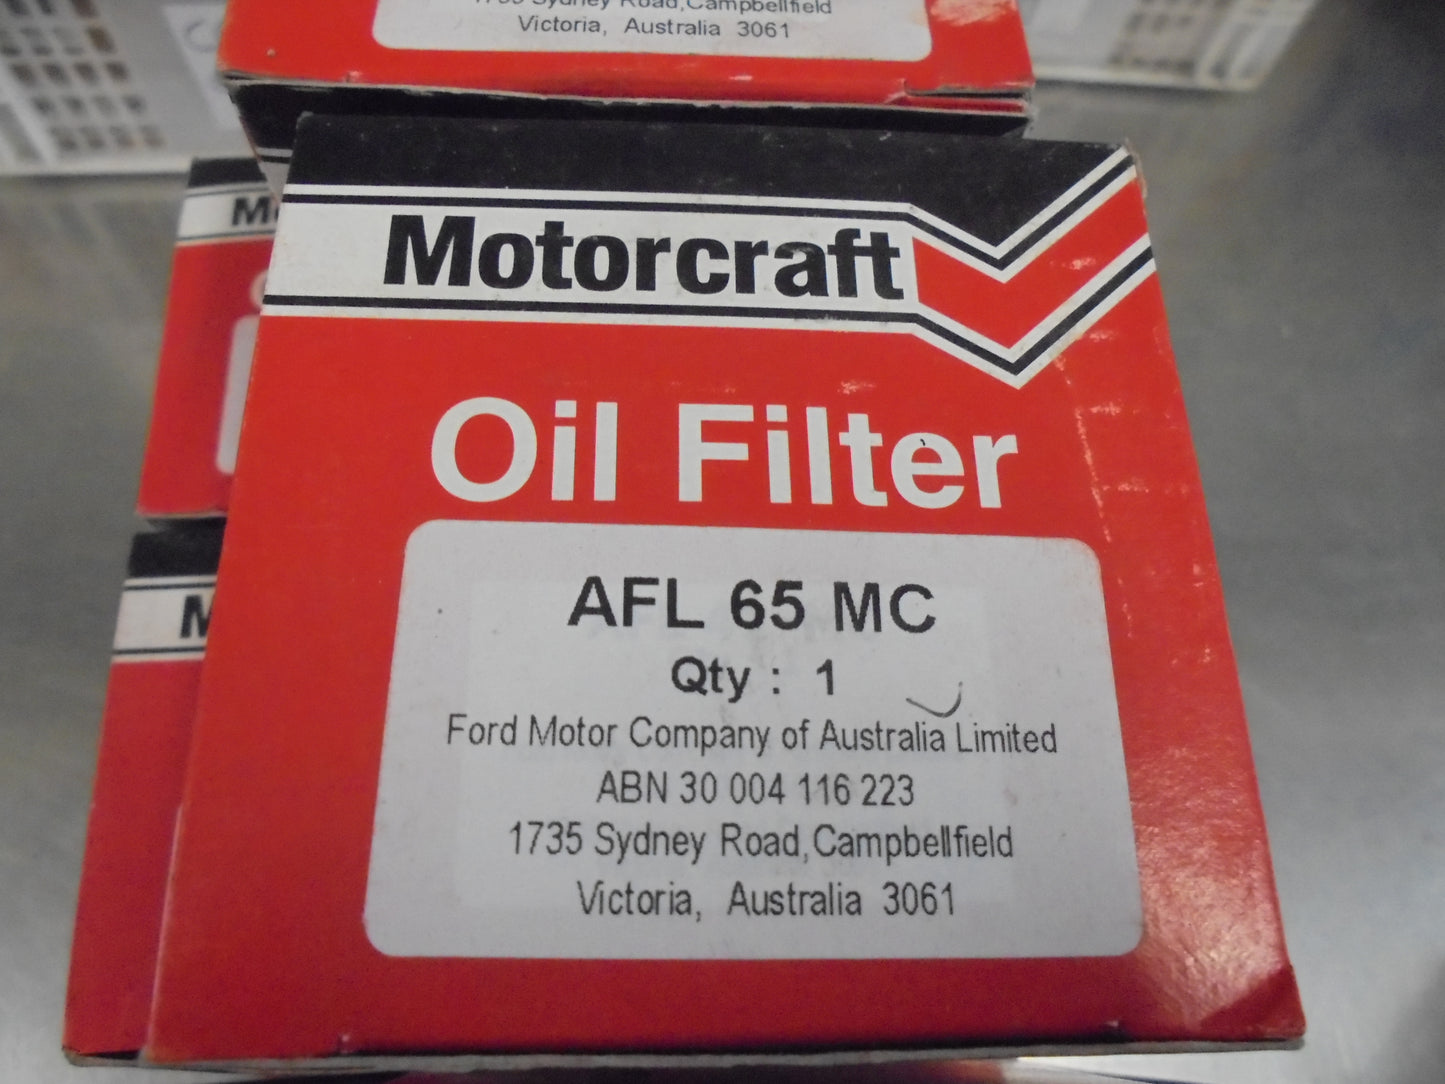 1735 Sydney Road,Campbellfield
Victoria, Australia 3061
Motorcraft
Oil Filter
AFL 65 MC
Qty : 1
Ford Motor Company of Australia Limited
ABN 30 004 116 223
1735 Sydney Road,Campbellfield
Victoria, Australia 3061
M
M